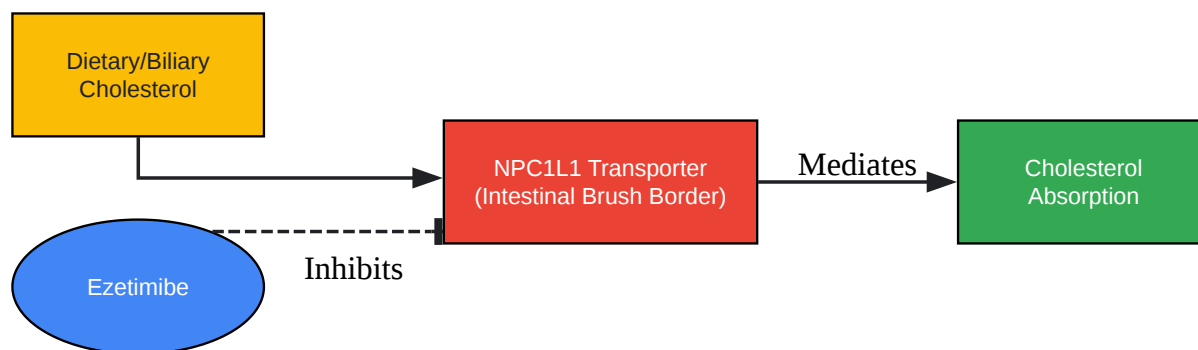 Dietary/Biliary
Cholesterol
NPC1L1 Transporter
(Intestinal Brush Border)
Mediates
Cholesterol
Absorption
Inhibits
Ezetimibe